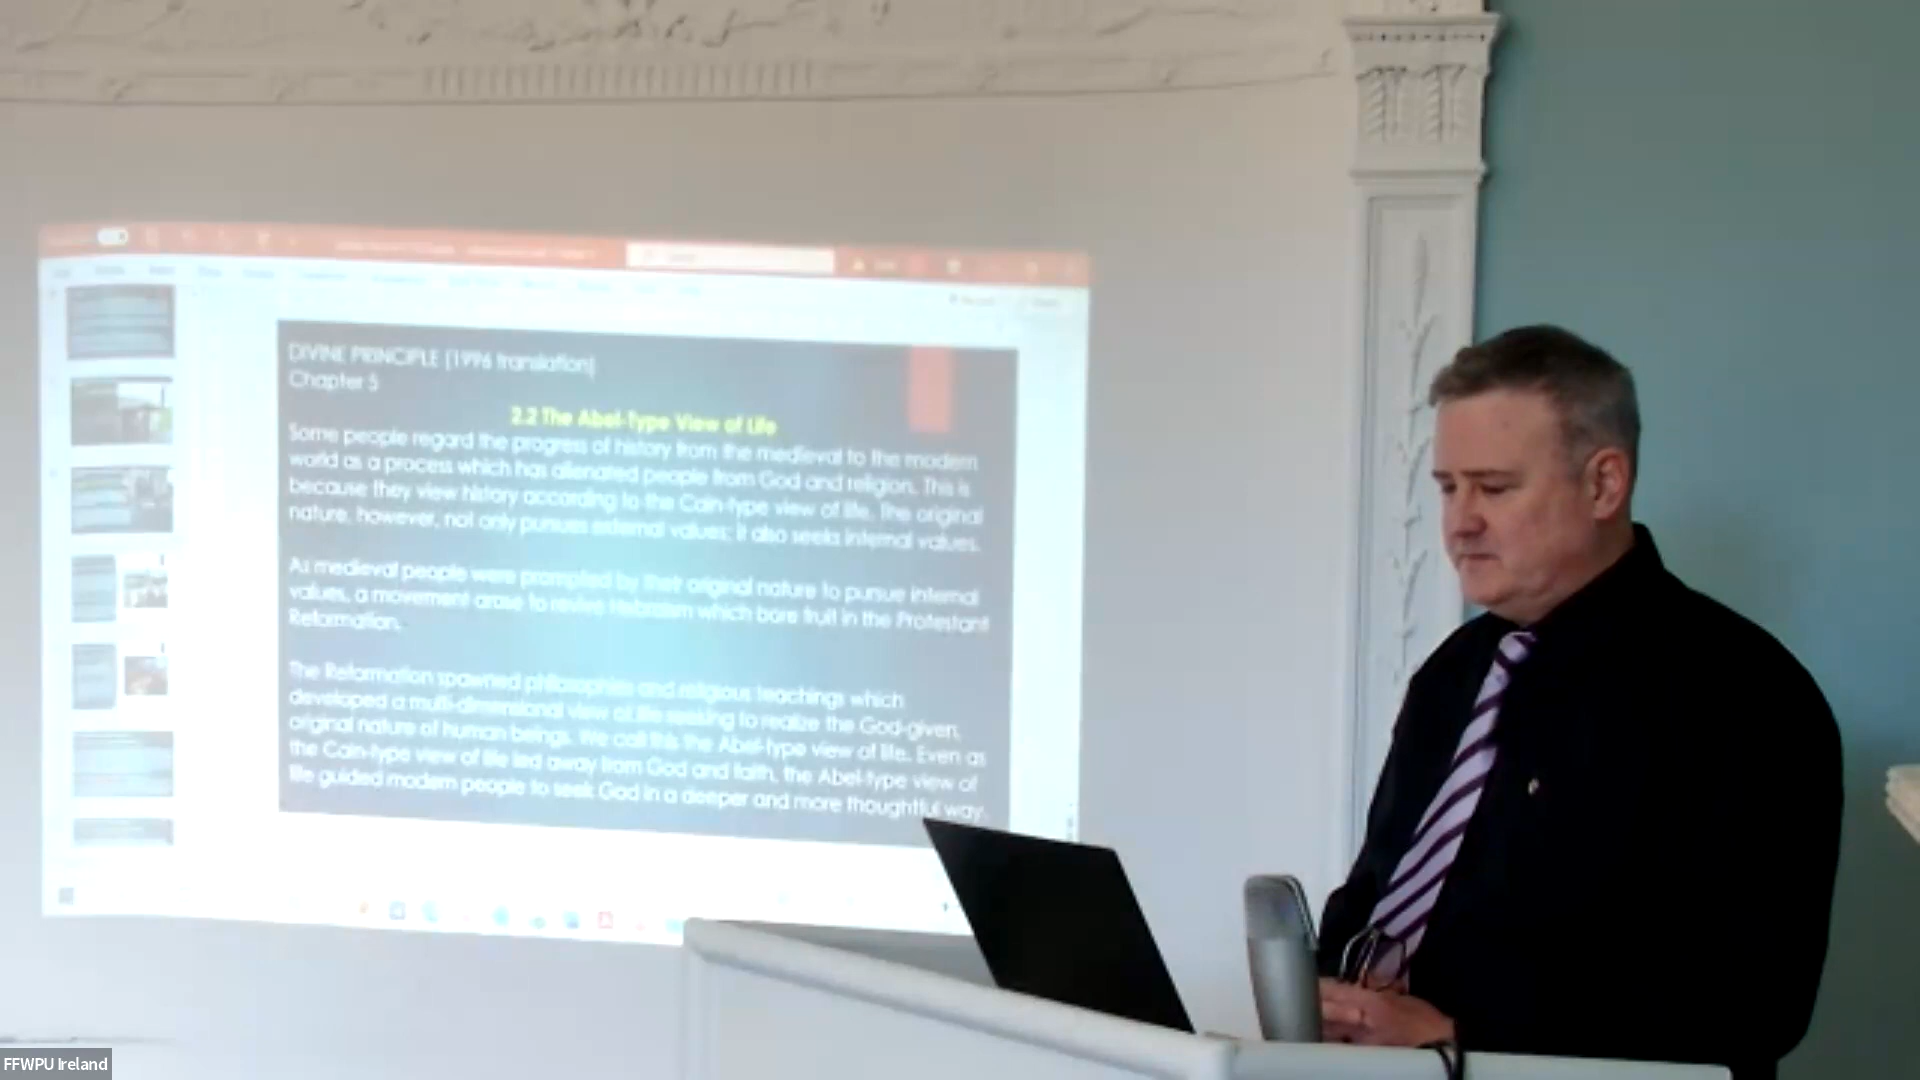 DIVINE PRINCIPLE (1996 translation)
Chapter 5
2.2 The Abel-Type View of Life
Some people regard the progress of history from the medieval to the modern
world as a process which has alienated people from God and religion. This is
because they view history according to the Cain-type view of life. The original
nature, however, not only pursues external values; it also seeks internal values.
As medieval people were prompted by their original nature to pursue internal
values, a movement arose to revive Hebraism which bore fruit in the Protestant
Reformation.
The Reformation spawned philosophies and religious teachings which
developed a multi-dimensional view of life seeking to realize the God-given,
original nature of human beings. We call this the Abel-type view of life. Even as
the Cain-type view of life led away from God and faith, the Abel-type view of
life guided modern people to seek God in a deeper and more thoughtful way.
FFWPU Ireland